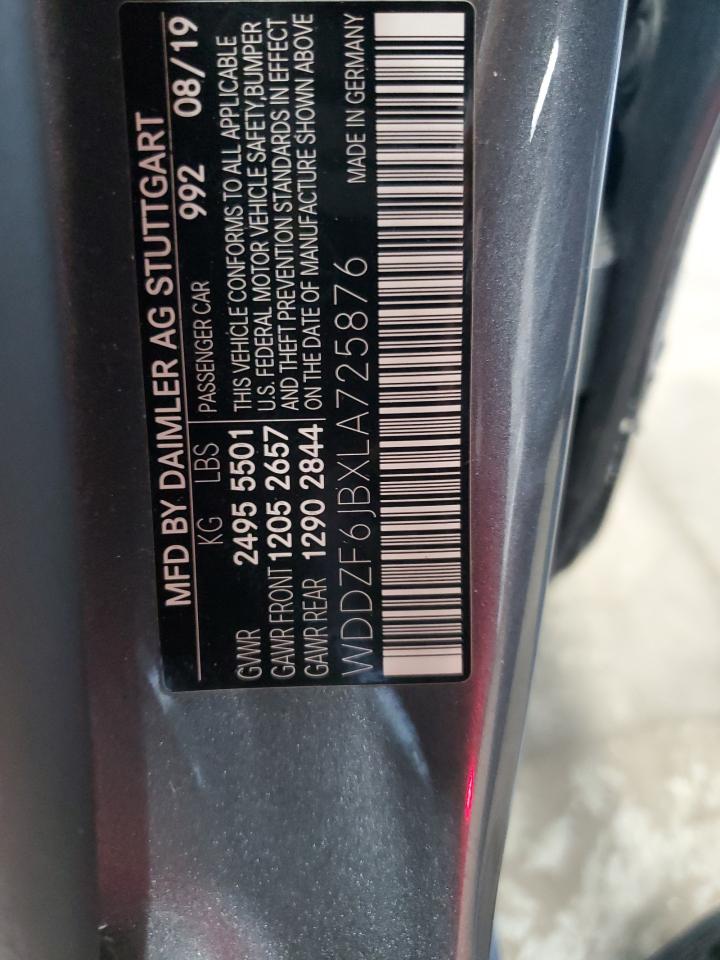 MFD BY DAIMLER AG STUTTGART
992 08/19
KG LBS PASSENGER CAR
GVWR 2495 5501
GAWR FRONT 1205 2657
GAWR REAR 1290 2844
THIS VEHICLE CONFORMS TO ALL APPLICABLE
U.S. FEDERAL MOTOR VEHICLE SAFETY,BUMPER
AND THEFT PREVENTION STANDARDS IN EFFECT
ON THE DATE OF MANUFACTURE SHOWN ABOVE
WDDZF6JBXLA725876
MADE IN GERMANY